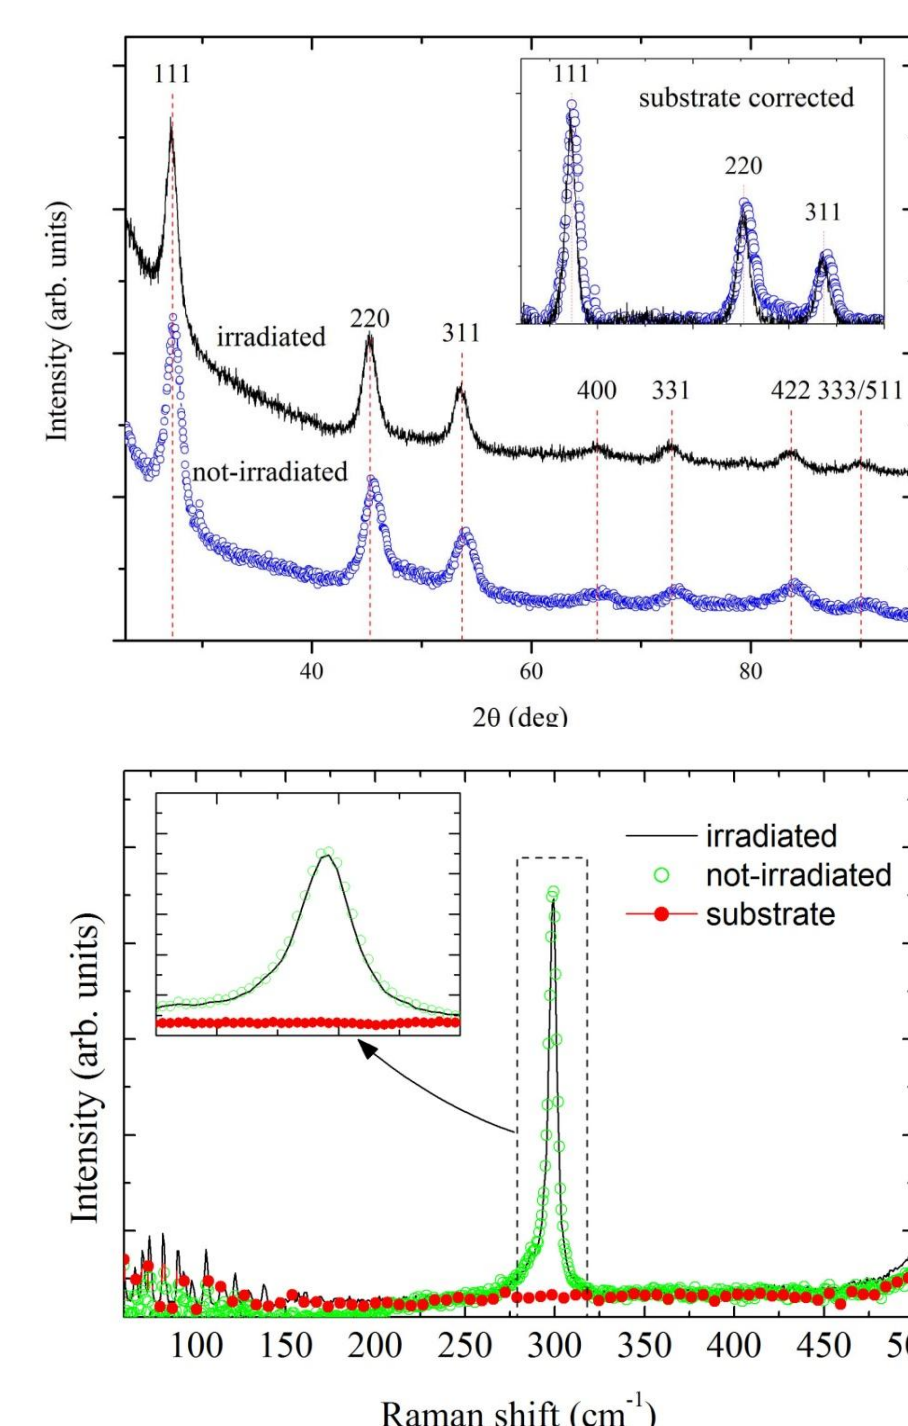 111
111
substrate corrected
220
311
Intensity (arb. units)
irradiated
220
311
400
331
422
333/511
not-irradiated
40
60
80
2θ (deg)
irradiated
not-irradiated
substrate
Intensity (arb. units)
100
150
200
250
300
350
400
450
Raman shift (cm-1)